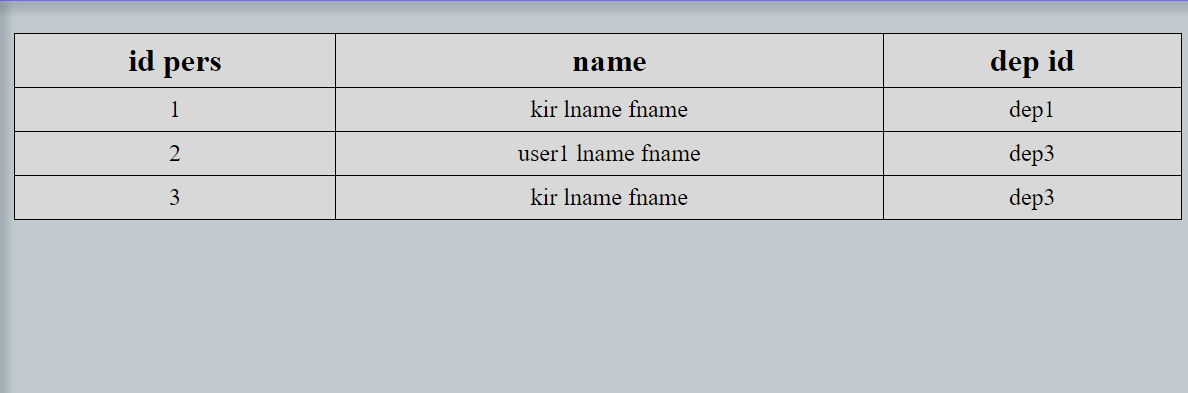 id pers name dep id
1 kir lname fname dep1
2 user1 lname fname dep3
3 kir lname fname dep3